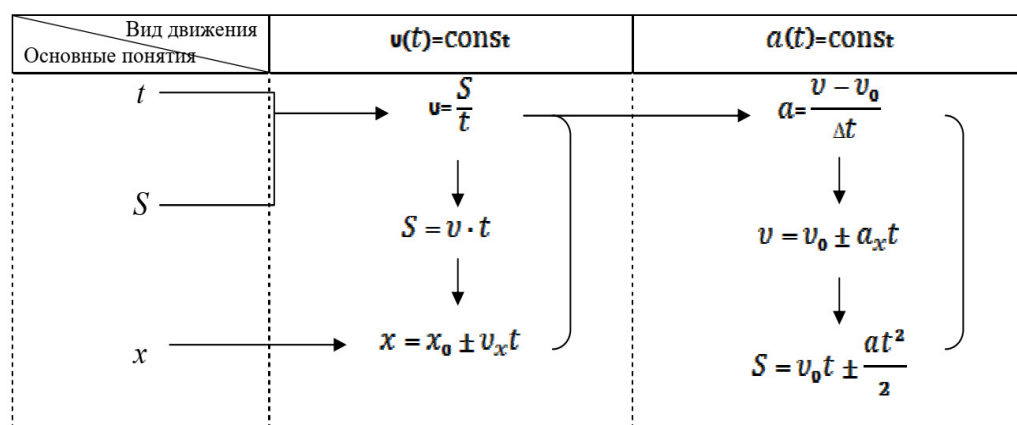 Вид движения
Основные понятия
υ(t)=const
a(t)=const
t
υ=S/t
a=(υ − υ₀)/Δt
S
S = υ · t
υ = υ₀ ± aₓt
x
x = x₀ ± υₓt
S = υ₀t ± at²/2